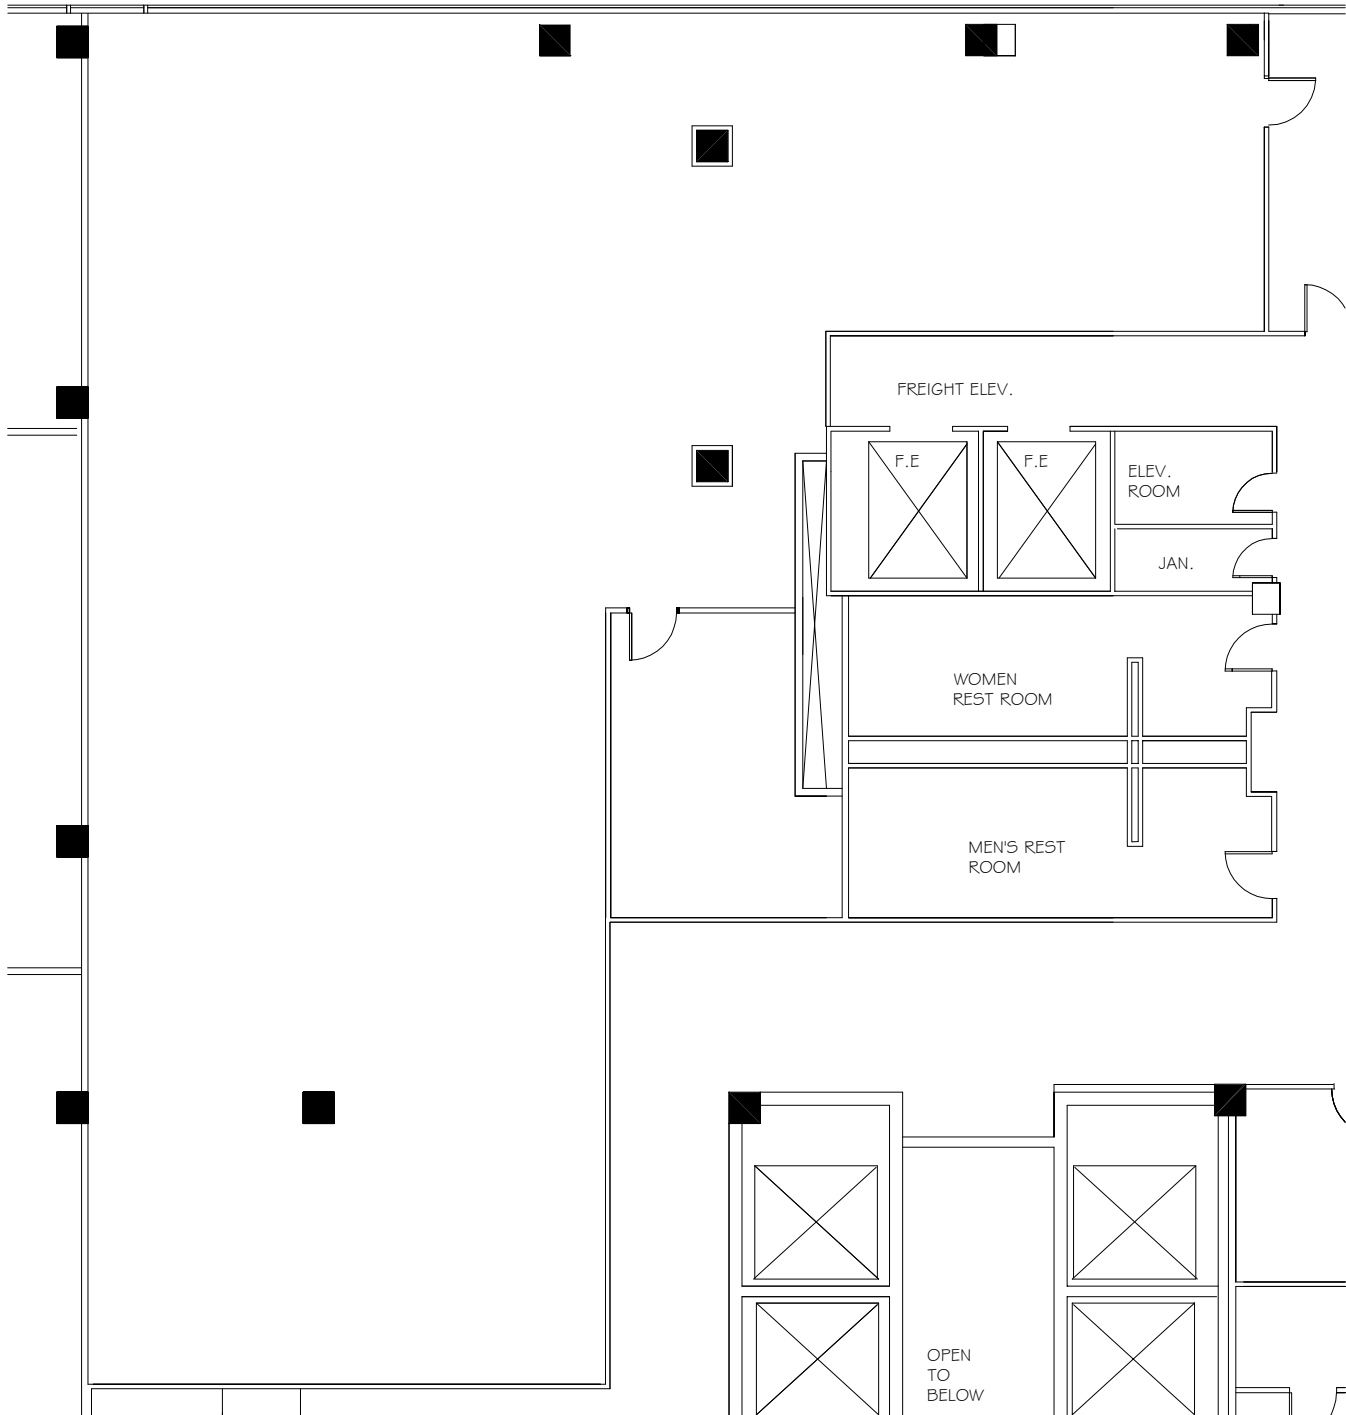 FREIGHT ELEV.
F.E
F.E
ELEV.
ROOM
JAN.
WOMEN
REST ROOM
MEN'S REST
ROOM
OPEN
TO
BELOW